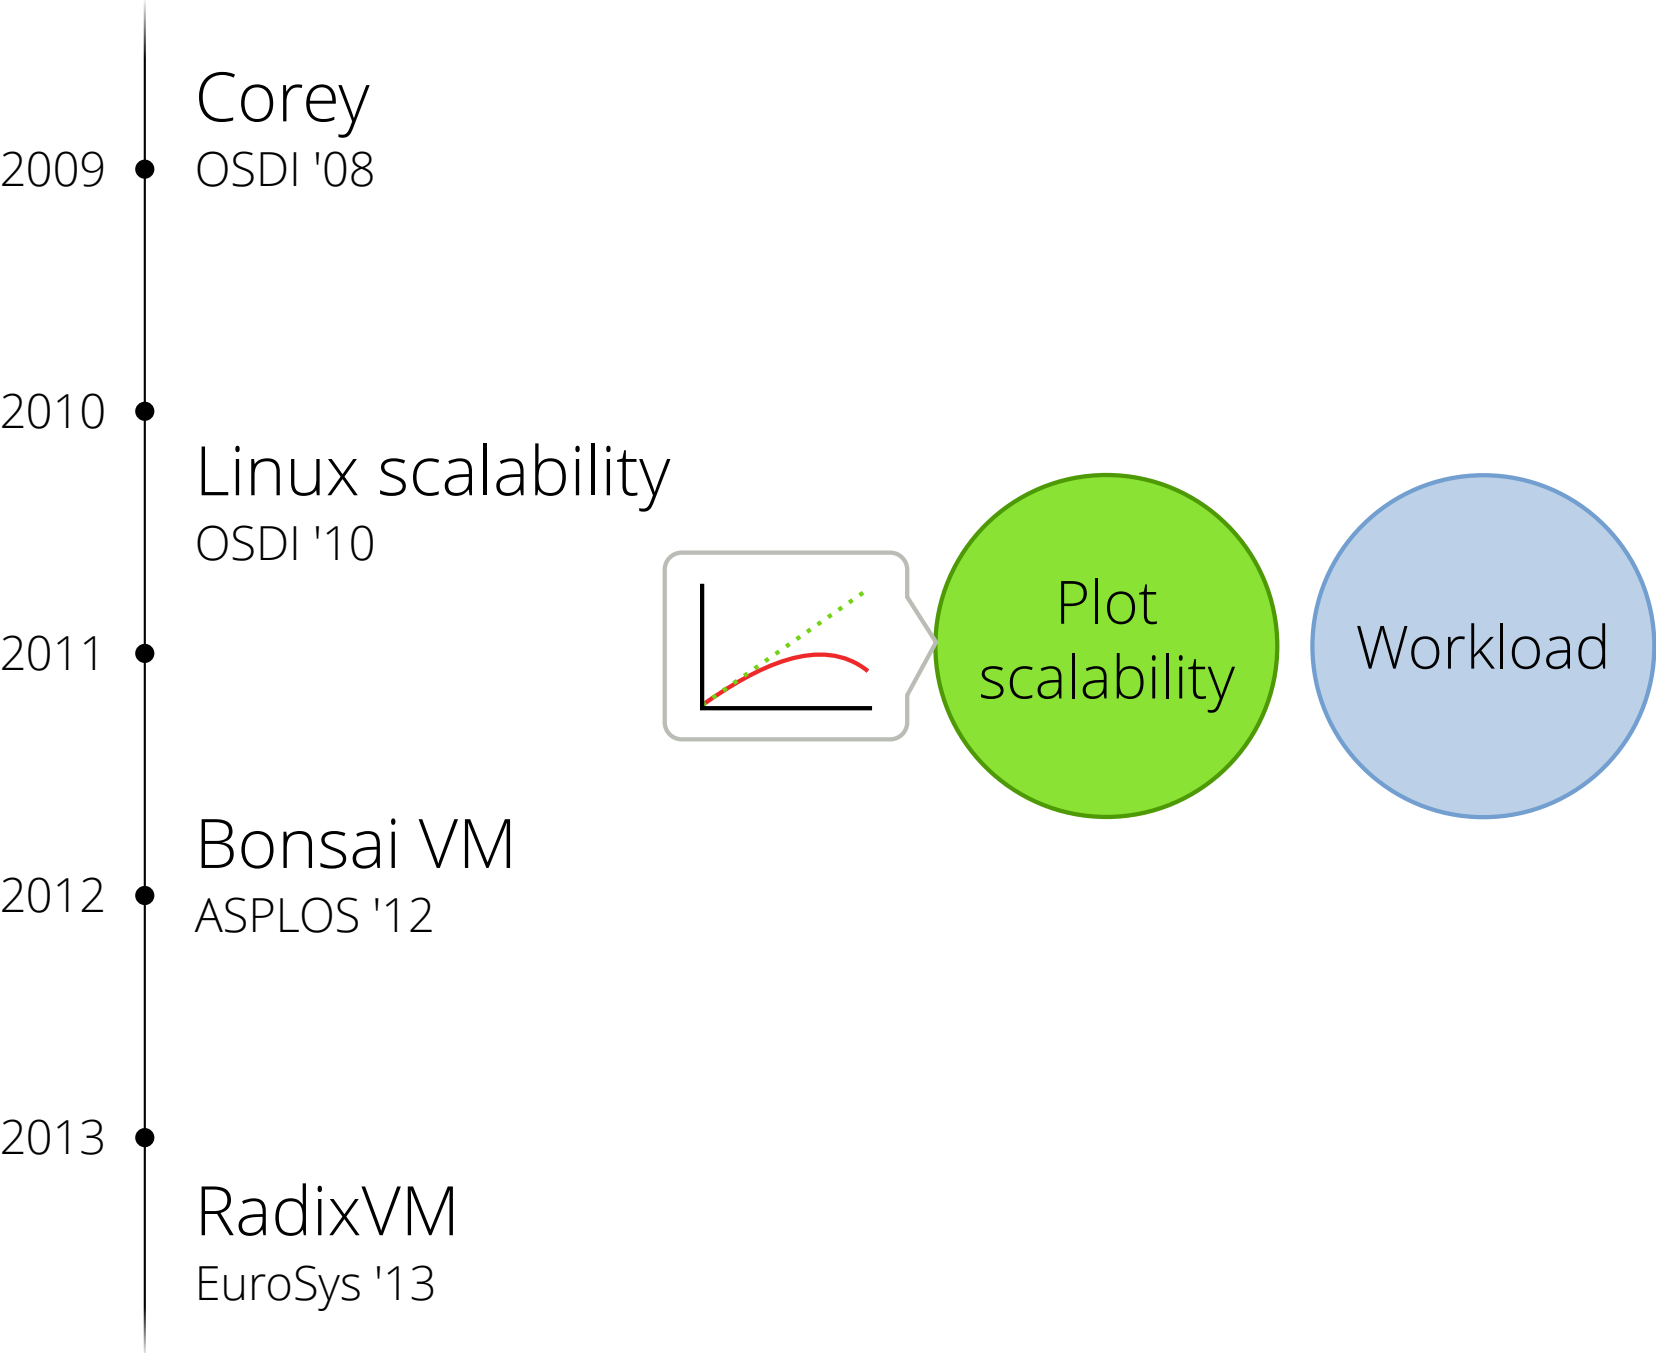 Corey
2009
OSDI '08
2010
Linux scalability
OSDI '10
2011
Plot
scalability
Workload
Bonsai VM
2012
ASPLOS '12
2013
RadixVM
EuroSys '13